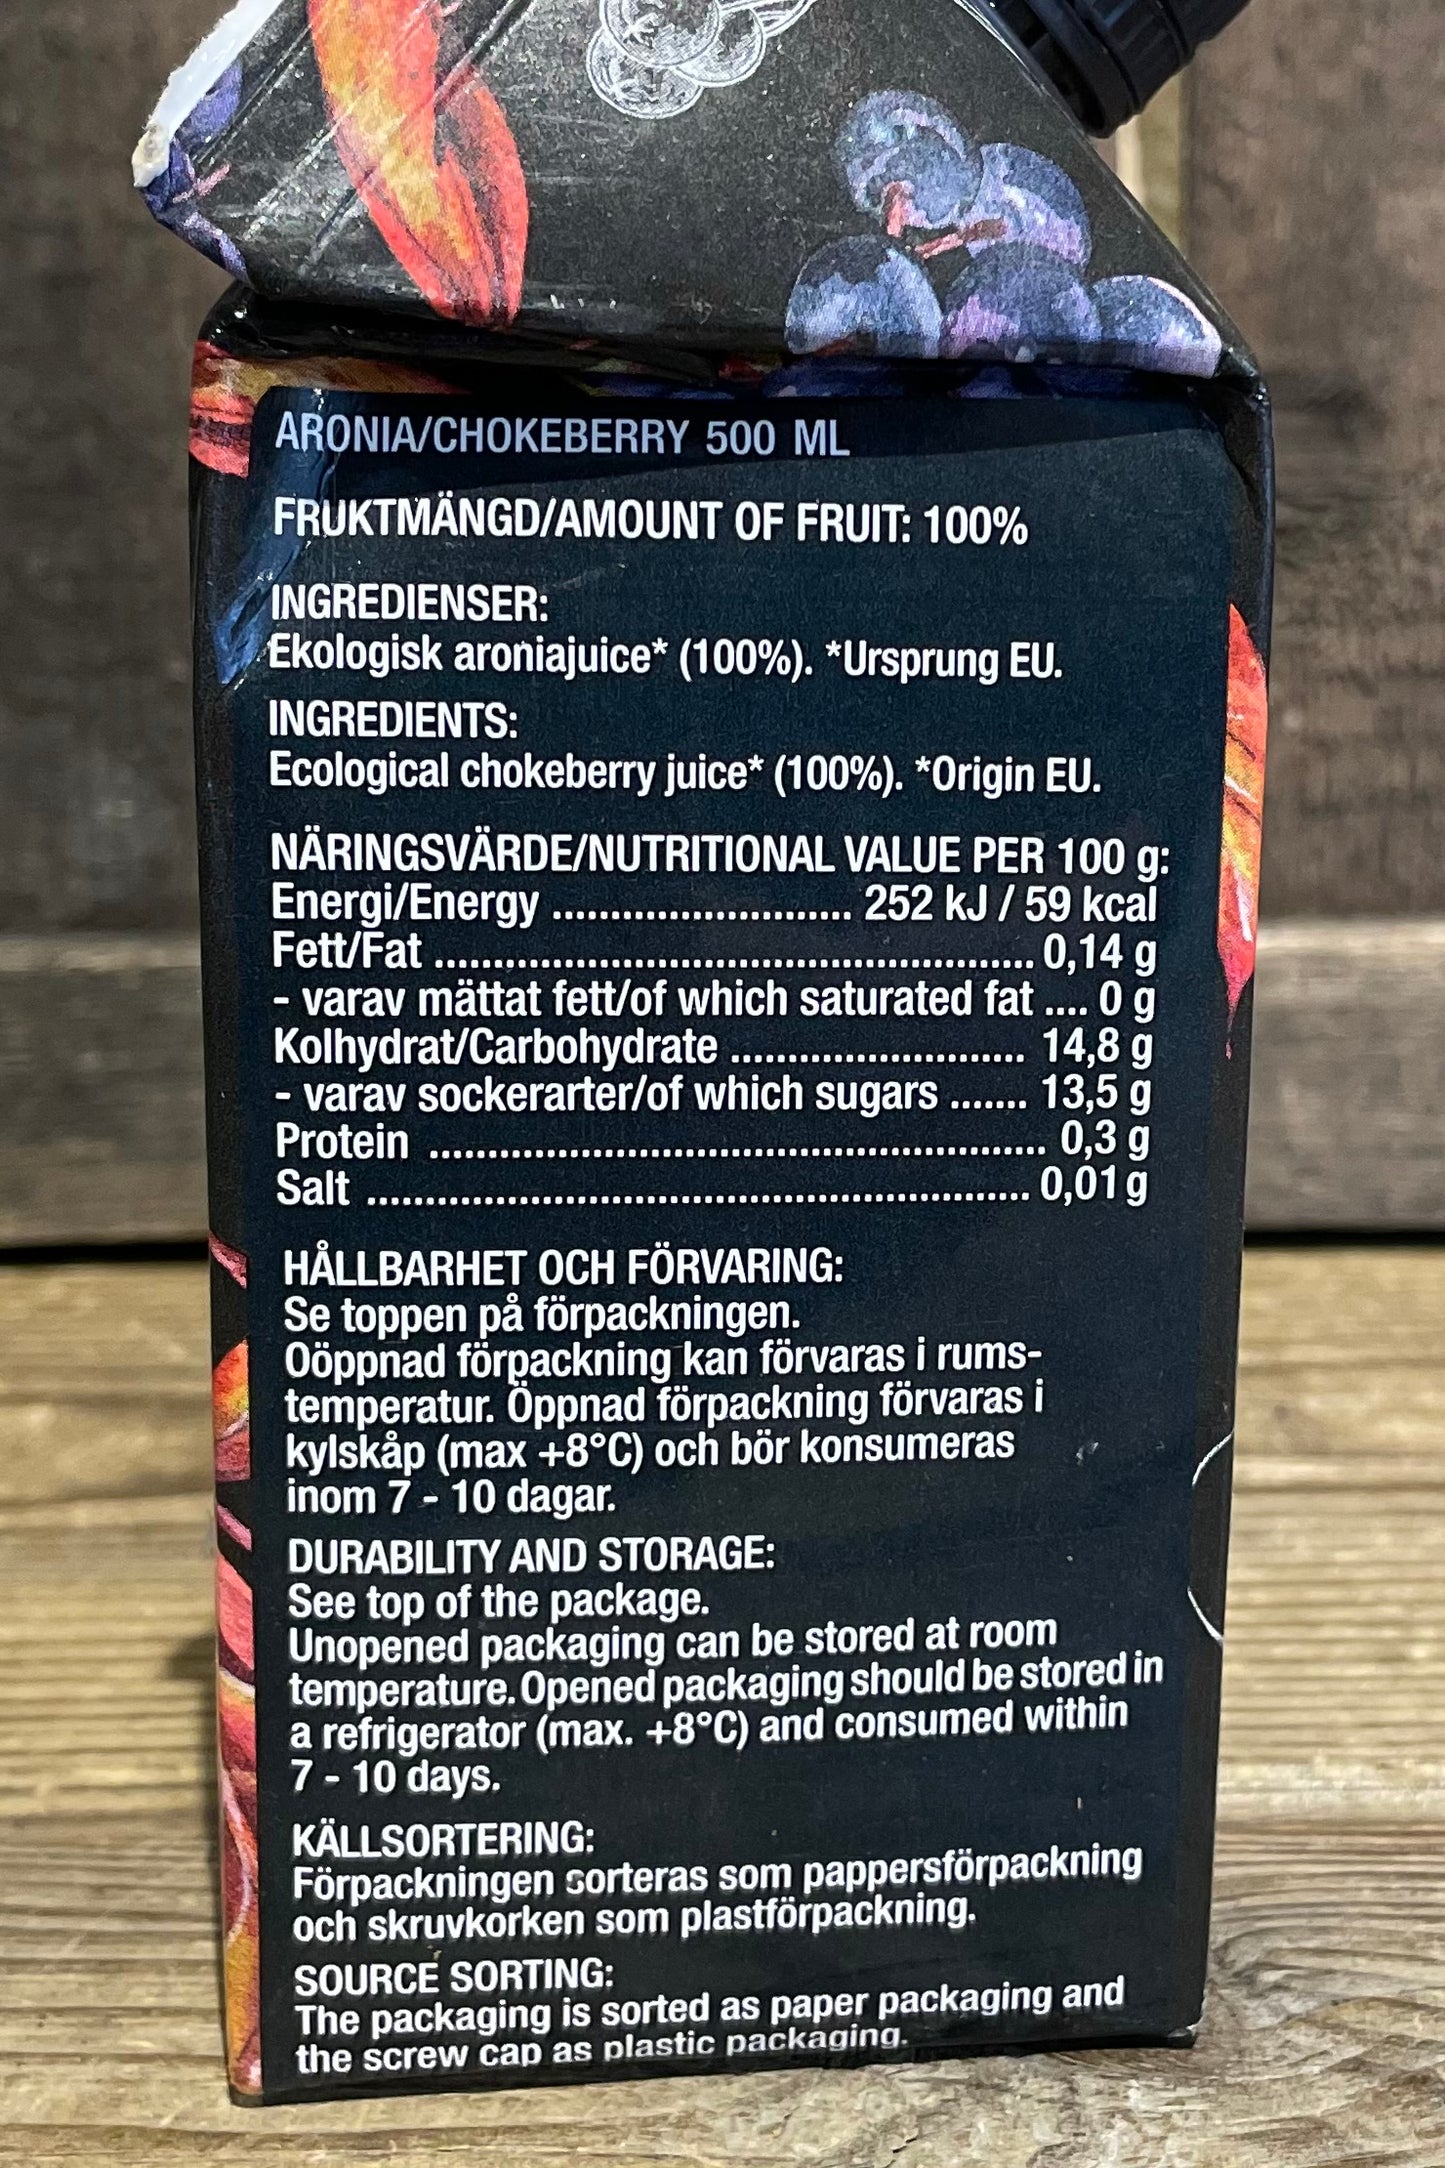 ARONIA/CHOKEBERRY 500 ML
FRUKTMÄNGD/AMOUNT OF FRUIT: 100%
INGREDIENSER:
Ekologisk aroniajuice* (100%). *Ursprung EU.
INGREDIENTS:
Ecological chokeberry juice* (100%). *Origin EU.
NÄRINGSVÄRDE/NUTRITIONAL VALUE PER 100 g:
Energi/Energy .......................... 252 kJ / 59 kcal
Fett/Fat .................................................... 0,14 g
- varav mättat fett/of which saturated fat .... 0 g
Kolhydrat/Carbohydrate ......................... 14,8 g
- varav sockerarter/of which sugars ....... 13,5 g
Protein ..................................................... 0,3 g
Salt ......................................................... 0,01 g
HÅLLBARHET OCH FÖRVARING:
Se toppen på förpackningen.
Oöppnad förpackning kan förvaras i rums-
temperatur. Öppnad förpackning förvaras i
kylskåp (max +8°C) och bör konsumeras
inom 7 - 10 dagar.
DURABILITY AND STORAGE:
See top of the package.
Unopened packaging can be stored at room
temperature. Opened packaging should be stored in
a refrigerator (max. +8°C) and consumed within
7 - 10 days.
KÄLLSORTERING:
Förpackningen sorteras som pappersförpackning
och skruvkorken som plastförpackning.
SOURCE SORTING:
The packaging is sorted as paper packaging and
the screw cap as plastic packaging.